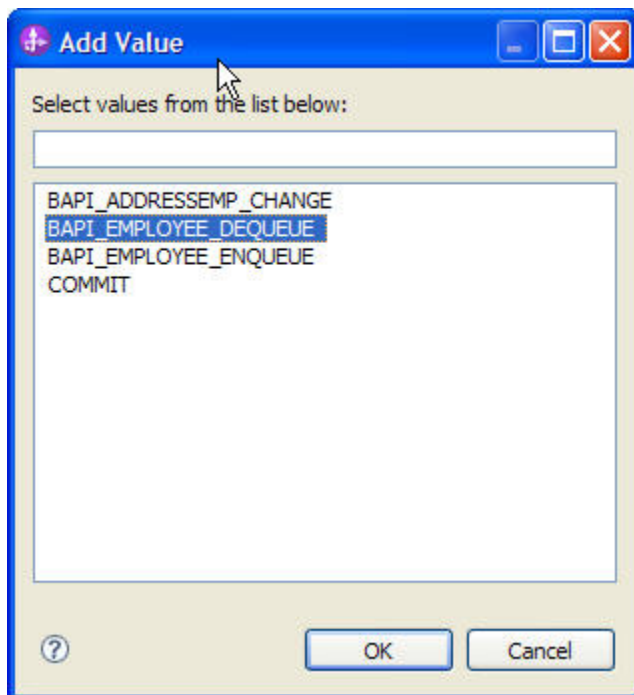 Add Value
Select values from the list below:
BAPI_ADDRESSEMP_CHANGE
BAPI_EMPLOYEE_DEQUEUE
BAPI_EMPLOYEE_ENQUEUE
COMMIT
?
OK Cancel